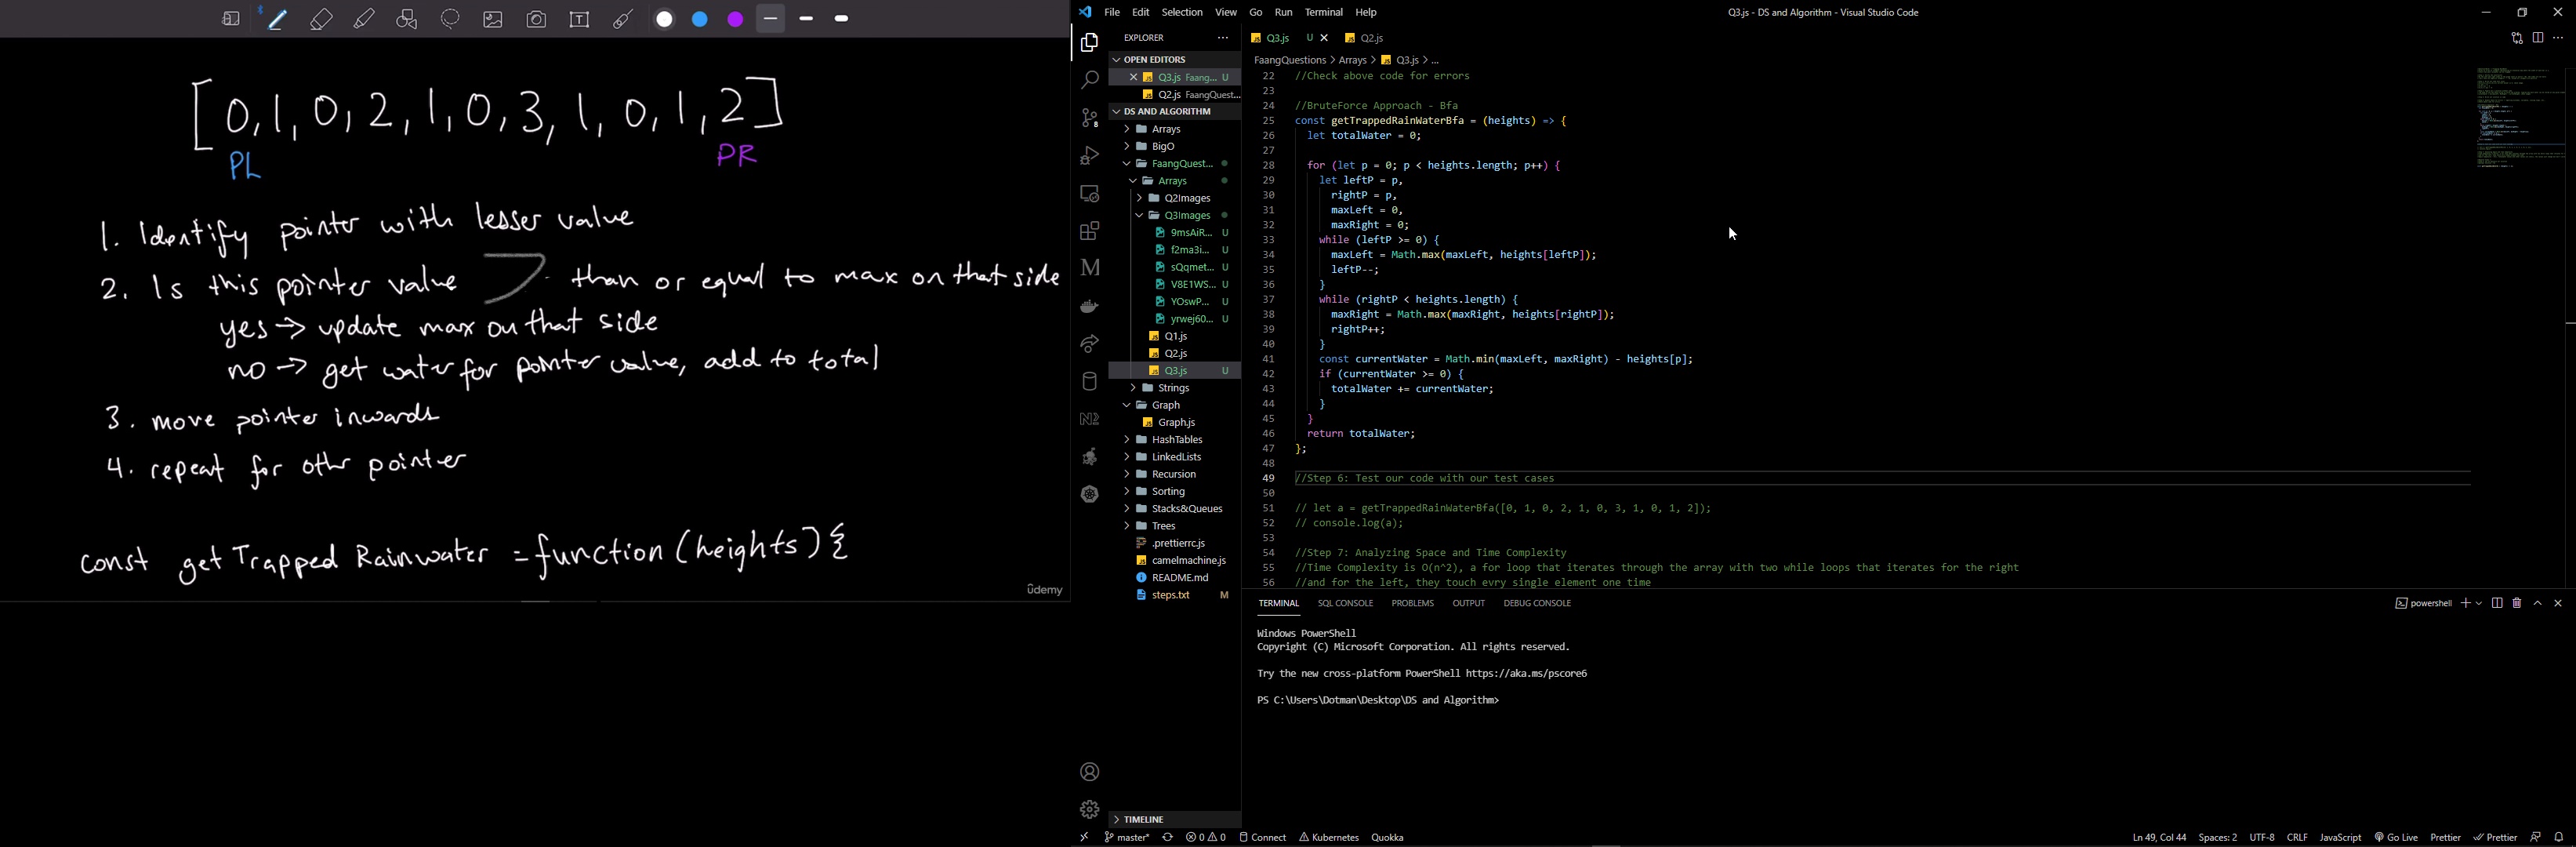 [0, 1, 0, 2, 1, 0, 3, 1, 0, 1, 2]
PL
PR
1. Identify pointer with lesser value
2. Is this pointer value > than or equal to max on that side
yes → update max on that side
no → get water for pointer value, add to total
3. move pointer inwards
4. repeat for othr pointer
const getTrappedRainwater = function(heights){
ûdemy
File Edit Selection View Go Run Terminal Help
Q3.js - DS and Algorithm - Visual Studio Code
EXPLORER
OPEN EDITORS
Q3.js Faang... U
Q2.js FaangQuest...
DS AND ALGORITHM
Arrays
BigO
FaangQuest...
Arrays
Q2Images
Q3Images
9msAiR... U
f2ma3i... U
sQqmet... U
V8E1WS... U
YOswP... U
yrwej60... U
Q1.js
Q2.js
Q3.js U
Strings
Graph
Graph.js
HashTables
LinkedLists
Recursion
Sorting
Stacks&Queues
Trees
.prettierrc.js
camelmachine.js
README.md
steps.txt M
TIMELINE
Q3.js U
Q2.js
FaangQuestions > Arrays > Q3.js > ...
22 //Check above code for errors
23
24 //BruteForce Approach - Bfa
25 const getTrappedRainWaterBfa = (heights) => {
26 let totalWater = 0;
27
28 for (let p = 0; p < heights.length; p++) {
29 let leftP = p,
30 rightP = p,
31 maxLeft = 0,
32 maxRight = 0;
33 while (leftP >= 0) {
34 maxLeft = Math.max(maxLeft, heights[leftP]);
35 leftP--;
36 }
37 while (rightP < heights.length) {
38 maxRight = Math.max(maxRight, heights[rightP]);
39 rightP++;
40 }
41 const currentWater = Math.min(maxLeft, maxRight) - heights[p];
42 if (currentWater >= 0) {
43 totalWater += currentWater;
44 }
45 }
46 return totalWater;
47 };
48
49 //Step 6: Test our code with our test cases
50
51 // let a = getTrappedRainWaterBfa([0, 1, 0, 2, 1, 0, 3, 1, 0, 1, 2]);
52 // console.log(a);
53
54 //Step 7: Analyzing Space and Time Complexity
55 //Time Complexity is O(n^2), a for loop that iterates through the array with two while loops that iterates for the right
56 //and for the left, they touch evry single element one time
TERMINAL SQL CONSOLE PROBLEMS OUTPUT DEBUG CONSOLE
powershell
Windows PowerShell
Copyright (C) Microsoft Corporation. All rights reserved.
Try the new cross-platform PowerShell https://aka.ms/pscore6
PS C:\Users\Dotman\Desktop\DS and Algorithm>
master* 0 0 Connect Kubernetes Quokka
Ln 49, Col 44 Spaces: 2 UTF-8 CRLF JavaScript Go Live Prettier Prettier